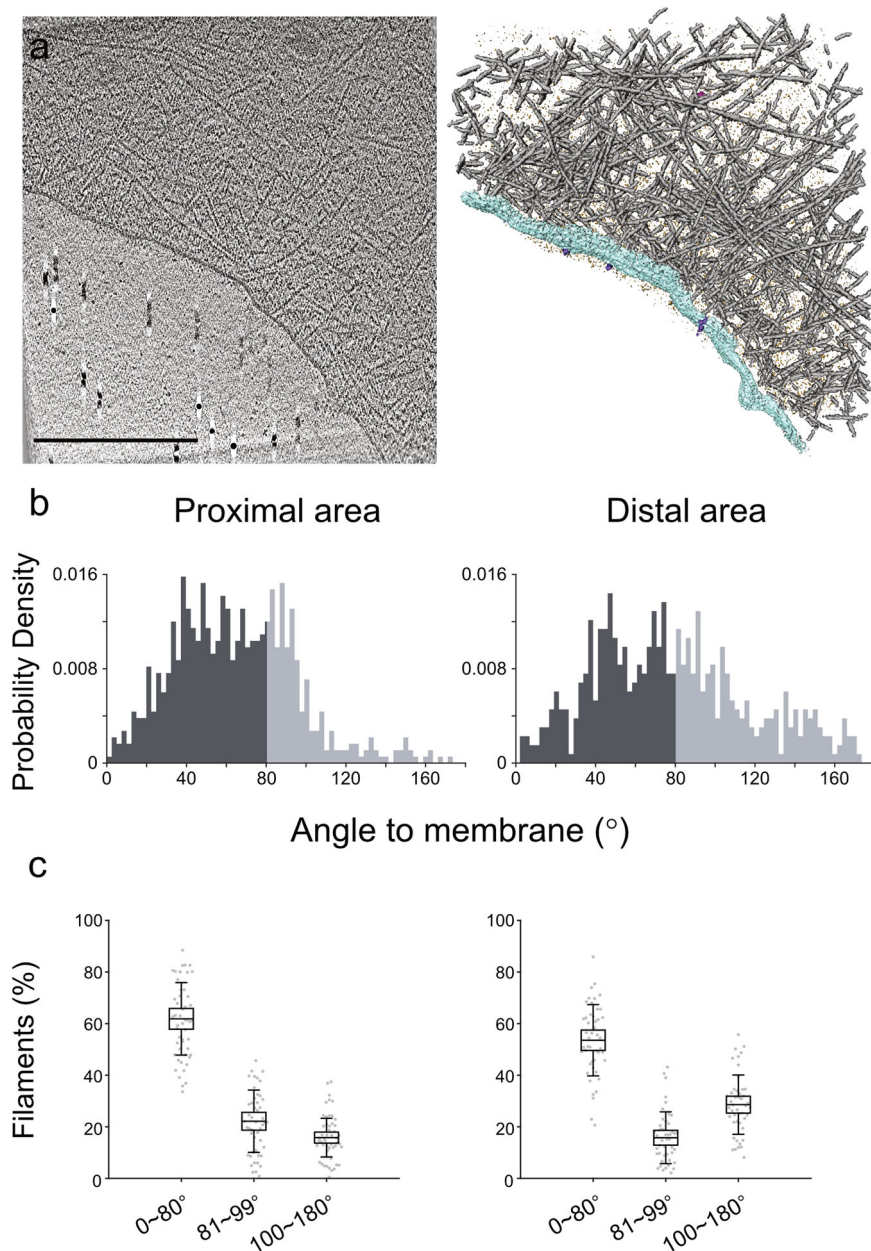 a
b
Proximal area Distal area
Probability Density
0.016 0.016
0.008 0.008
0 0
0 40 80 120 160 0 40 80 120 160
Angle to membrane (°)
c
Filaments (%)
100 100
80 80
60 60
40 40
20 20
0 0
0~80° 81~99° 100~180° 0~80° 81~99° 100~180°